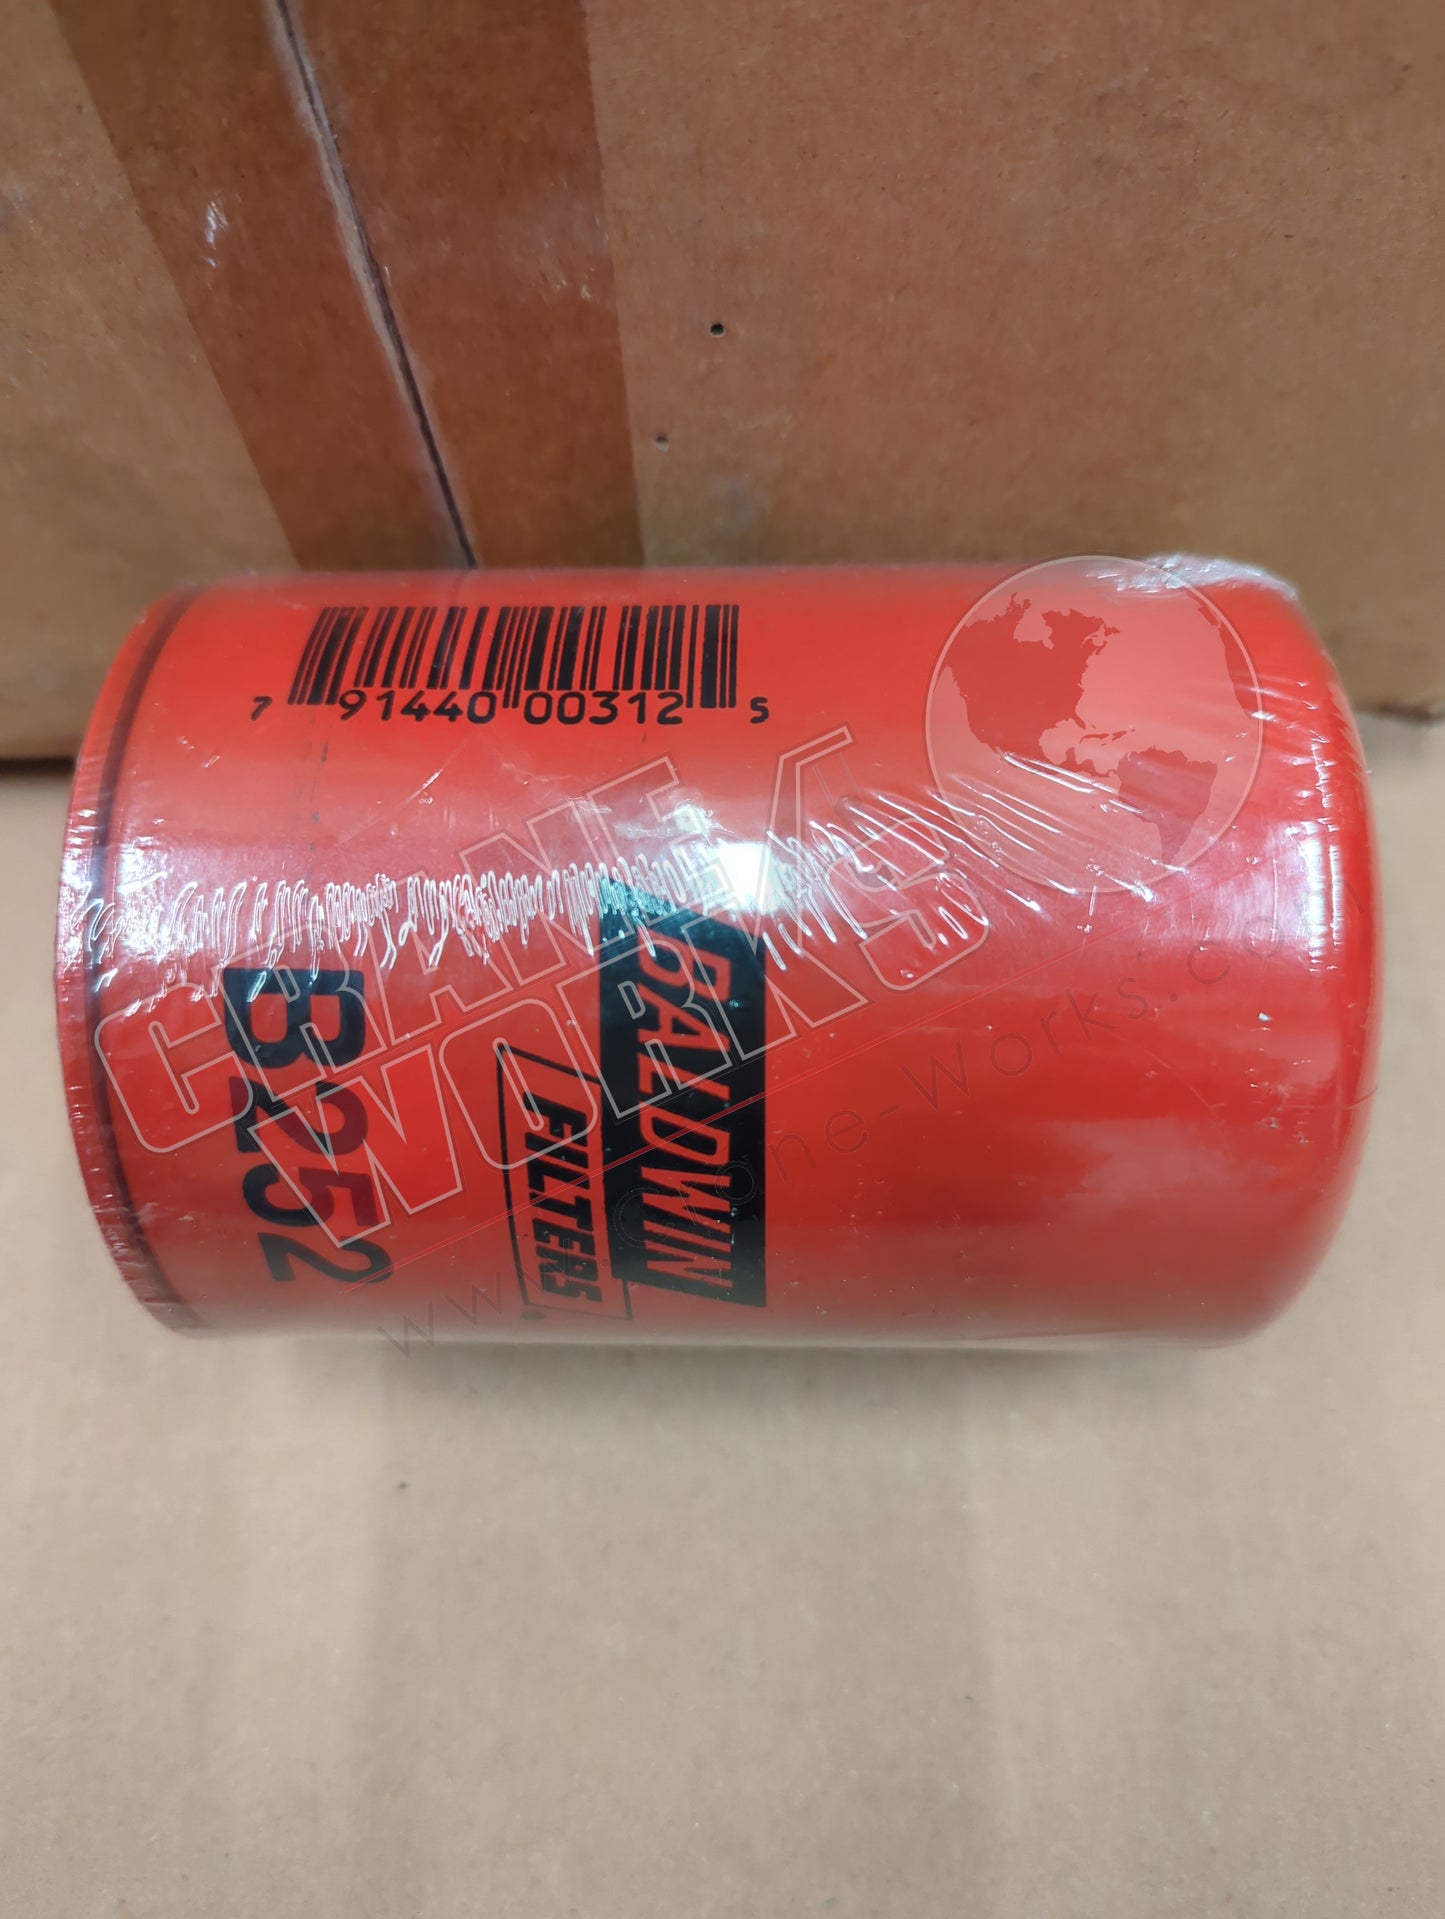 7 91440 00312 5
BALDWIN
FILTERS
B252
CRANE
WORKS
www.Crane-Works.com